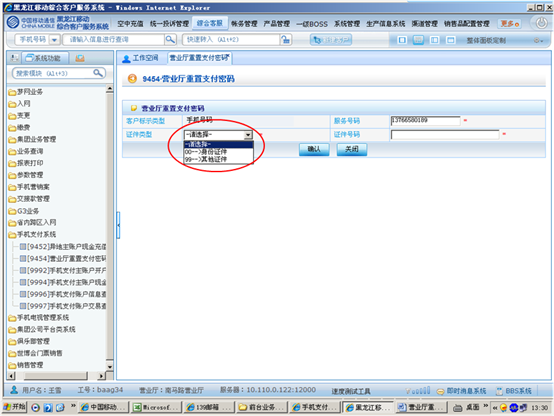 黑龙江移动综合客户服务系统 - Windows Internet Explorer
中国移动通信
CHINA MOBILE
黑龙江移动
综合客户服务系统
空中充值 统一投诉管理 综合客服 账务管理 产品管理 一级BOSS 系统管理 生产信息系统 渠道管理 销售品配置管理 更多
手机号码 请输入信息进行查询 快速转入 (Alt+2) 整体面板定制
系统功能 工作空间 营业厅重置支付密码
搜索模块 (Alt+3)
9454-营业厅重置支付密码
梦网业务
入网
变更
缴费
集团业务管理
业务查询
报表打印
参数管理
手机营销案
交接款管理
G3业务
省内跨区入网
手机支付系统
[9452]异地主账户现金充值
[9454]营业厅重置支付密码
[9992]手机支付主账户开户
[9994]手机支付主账户现金
[9996]手机支付账户信息查
[9997]手机支付账户交易查
手机电视管理系统
集团公司平台类系统
俱乐部管理
世博会门票销售
销售管理
营业厅重置支付密码
客户标示类型 手机号码 服务号码 13766580189 *
证件类型 -请选择- * 证件号码 *
-请选择-
00-->身份证件
99-->其他证件
确认 关闭
用户名：王雪 工号：baag34 营业厅：南马路营业厅 服务器：10.110.0.122:12000 速度测试工具 即时消息系统 BBS系统
开始 中国移动... Microsof... 139邮箱... 前台业务... 手机支付... 黑龙江移... 营业厅重... 桌面 13:30